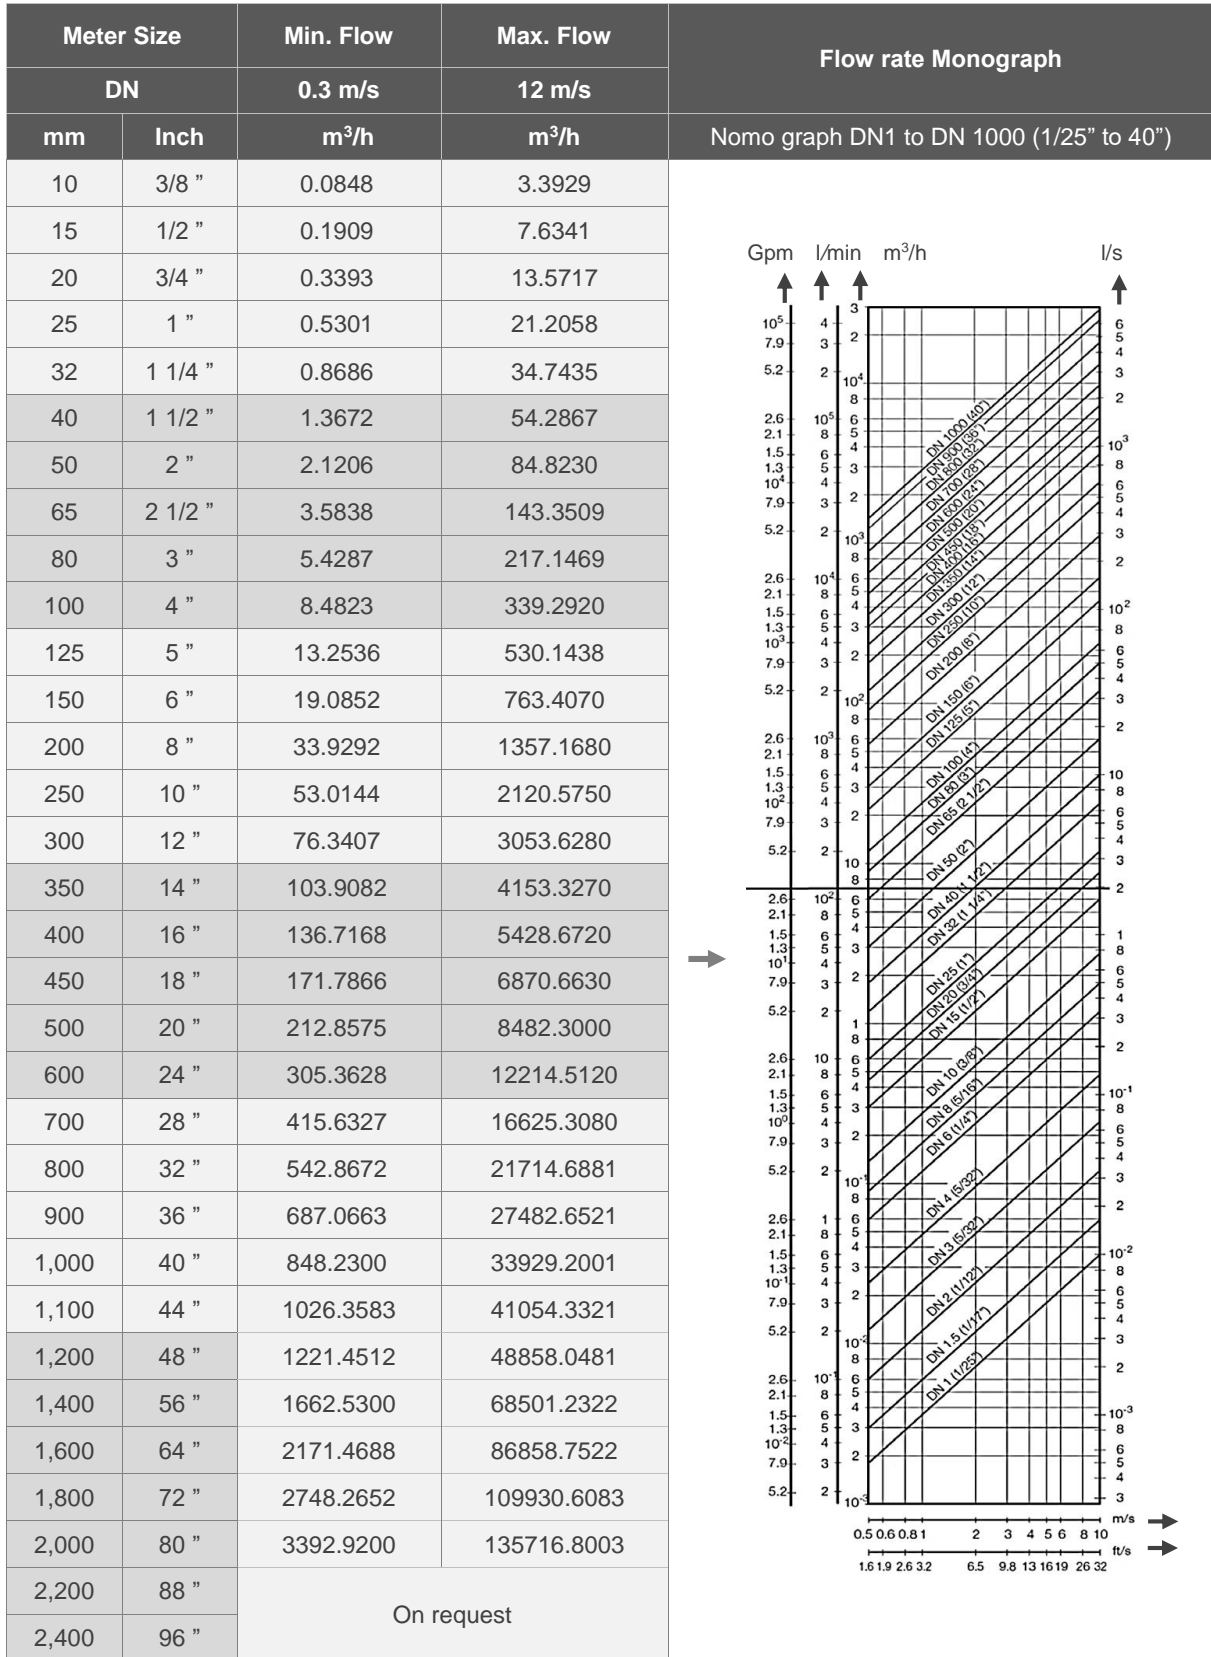 Meter Size Min. Flow Max. Flow Flow rate Monograph
DN 0.3 m/s 12 m/s
mm Inch m³/h m³/h Nomo graph DN1 to DN 1000 (1/25” to 40”)
10 3/8 ” 0.0848 3.3929
15 1/2 ” 0.1909 7.6341
20 3/4 ” 0.3393 13.5717
25 1 ” 0.5301 21.2058
32 1 1/4 ” 0.8686 34.7435
40 1 1/2 ” 1.3672 54.2867
50 2 ” 2.1206 84.8230
65 2 1/2 ” 3.5838 143.3509
80 3 ” 5.4287 217.1469
100 4 ” 8.4823 339.2920
125 5 ” 13.2536 530.1438
150 6 ” 19.0852 763.4070
200 8 ” 33.9292 1357.1680
250 10 ” 53.0144 2120.5750
300 12 ” 76.3407 3053.6280
350 14 ” 103.9082 4153.3270
400 16 ” 136.7168 5428.6720
450 18 ” 171.7866 6870.6630
500 20 ” 212.8575 8482.3000
600 24 ” 305.3628 12214.5120
700 28 ” 415.6327 16625.3080
800 32 ” 542.8672 21714.6881
900 36 ” 687.0663 27482.6521
1,000 40 ” 848.2300 33929.2001
1,100 44 ” 1026.3583 41054.3321
1,200 48 ” 1221.4512 48858.0481
1,400 56 ” 1662.5300 68501.2322
1,600 64 ” 2171.4688 86858.7522
1,800 72 ” 2748.2652 109930.6083
2,000 80 ” 3392.9200 135716.8003
2,200 88 ”
2,400 96 ”
On request
Gpm l/min m³/h l/s
DN 1000 (40")
DN 900 (36")
DN 800 (32")
DN 700 (28")
DN 600 (24")
DN 500 (20")
DN 450 (18")
DN 400 (16")
DN 350 (14")
DN 300 (12")
DN 250 (10")
DN 200 (8")
DN 150 (6")
DN 125 (5")
DN 100 (4")
DN 80 (3")
DN 65 (2 1/2")
DN 50 (2")
DN 40 (1 1/2")
DN 32 (1 1/4")
DN 25 (1")
DN 20 (3/4")
DN 15 (1/2")
DN 10 (3/8")
DN 8 (5/16")
DN 6 (1/4")
DN 4 (5/32")
DN 3 (5/32")
DN 2 (1/12")
DN 1.5 (1/17")
DN 1 (1/25")
m/s
0.5 0.6 0.8 1 2 3 4 5 6 8 10
ft/s
1.6 1.9 2.6 3.2 6.5 9.8 13 16 19 26 32